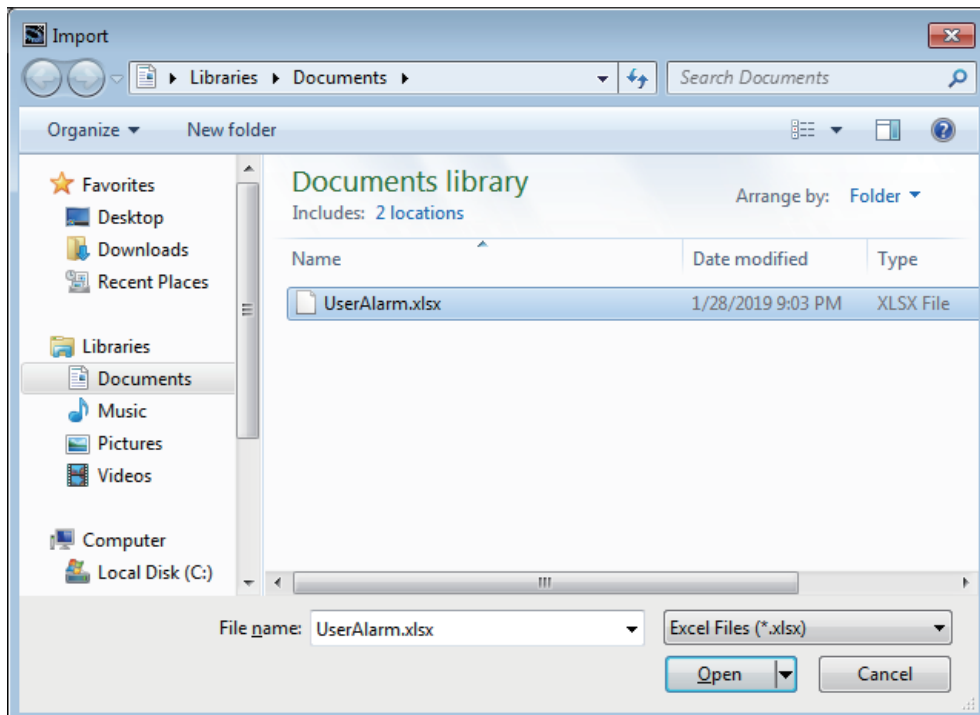 Import
Libraries Documents
Search Documents
Organize
New folder
Favorites
Desktop
Downloads
Recent Places
Libraries
Documents
Music
Pictures
Videos
Computer
Local Disk (C:)
Documents library
Includes: 2 locations
Arrange by: Folder
Name Date modified Type
UserAlarm.xlsx 1/28/2019 9:03 PM XLSX File
File name: UserAlarm.xlsx Excel Files (*.xlsx)
Open Cancel